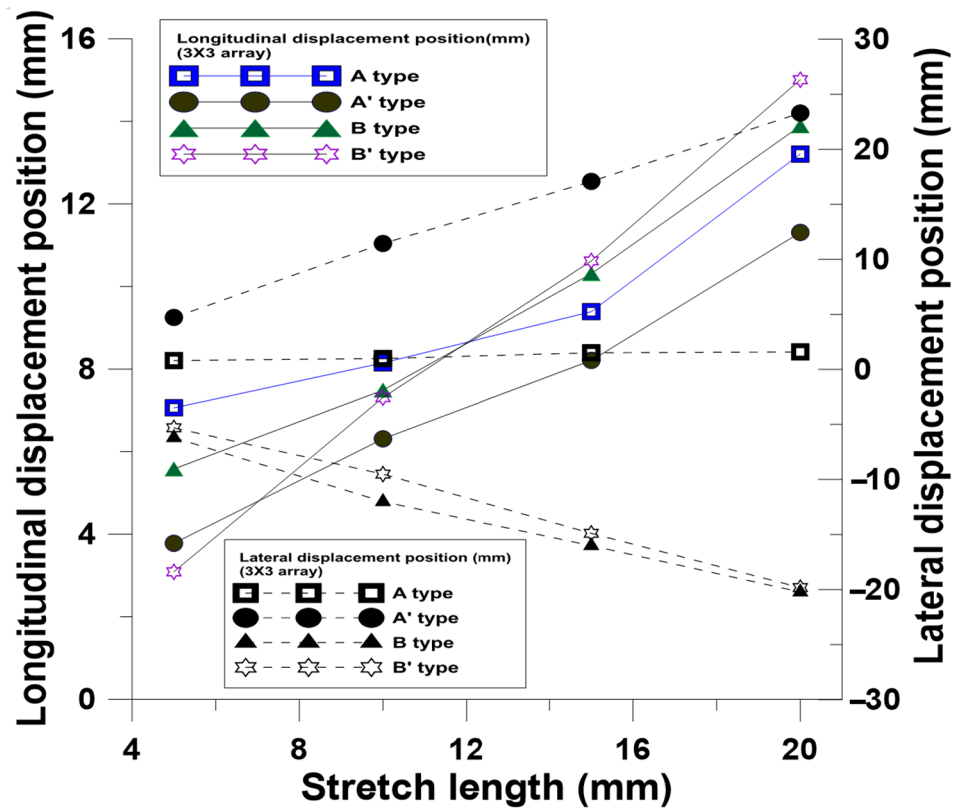 Longitudinal displacement position (mm)
16
12
8
4
0
Longitudinal displacement position(mm)
(3X3 array)
A type
A' type
B type
B' type
Lateral displacement position (mm)
(3X3 array)
A type
A' type
B type
B' type
30
20
10
0
−10
−20
−30
Lateral displacement position (mm)
4
8
12
16
20
Stretch length (mm)